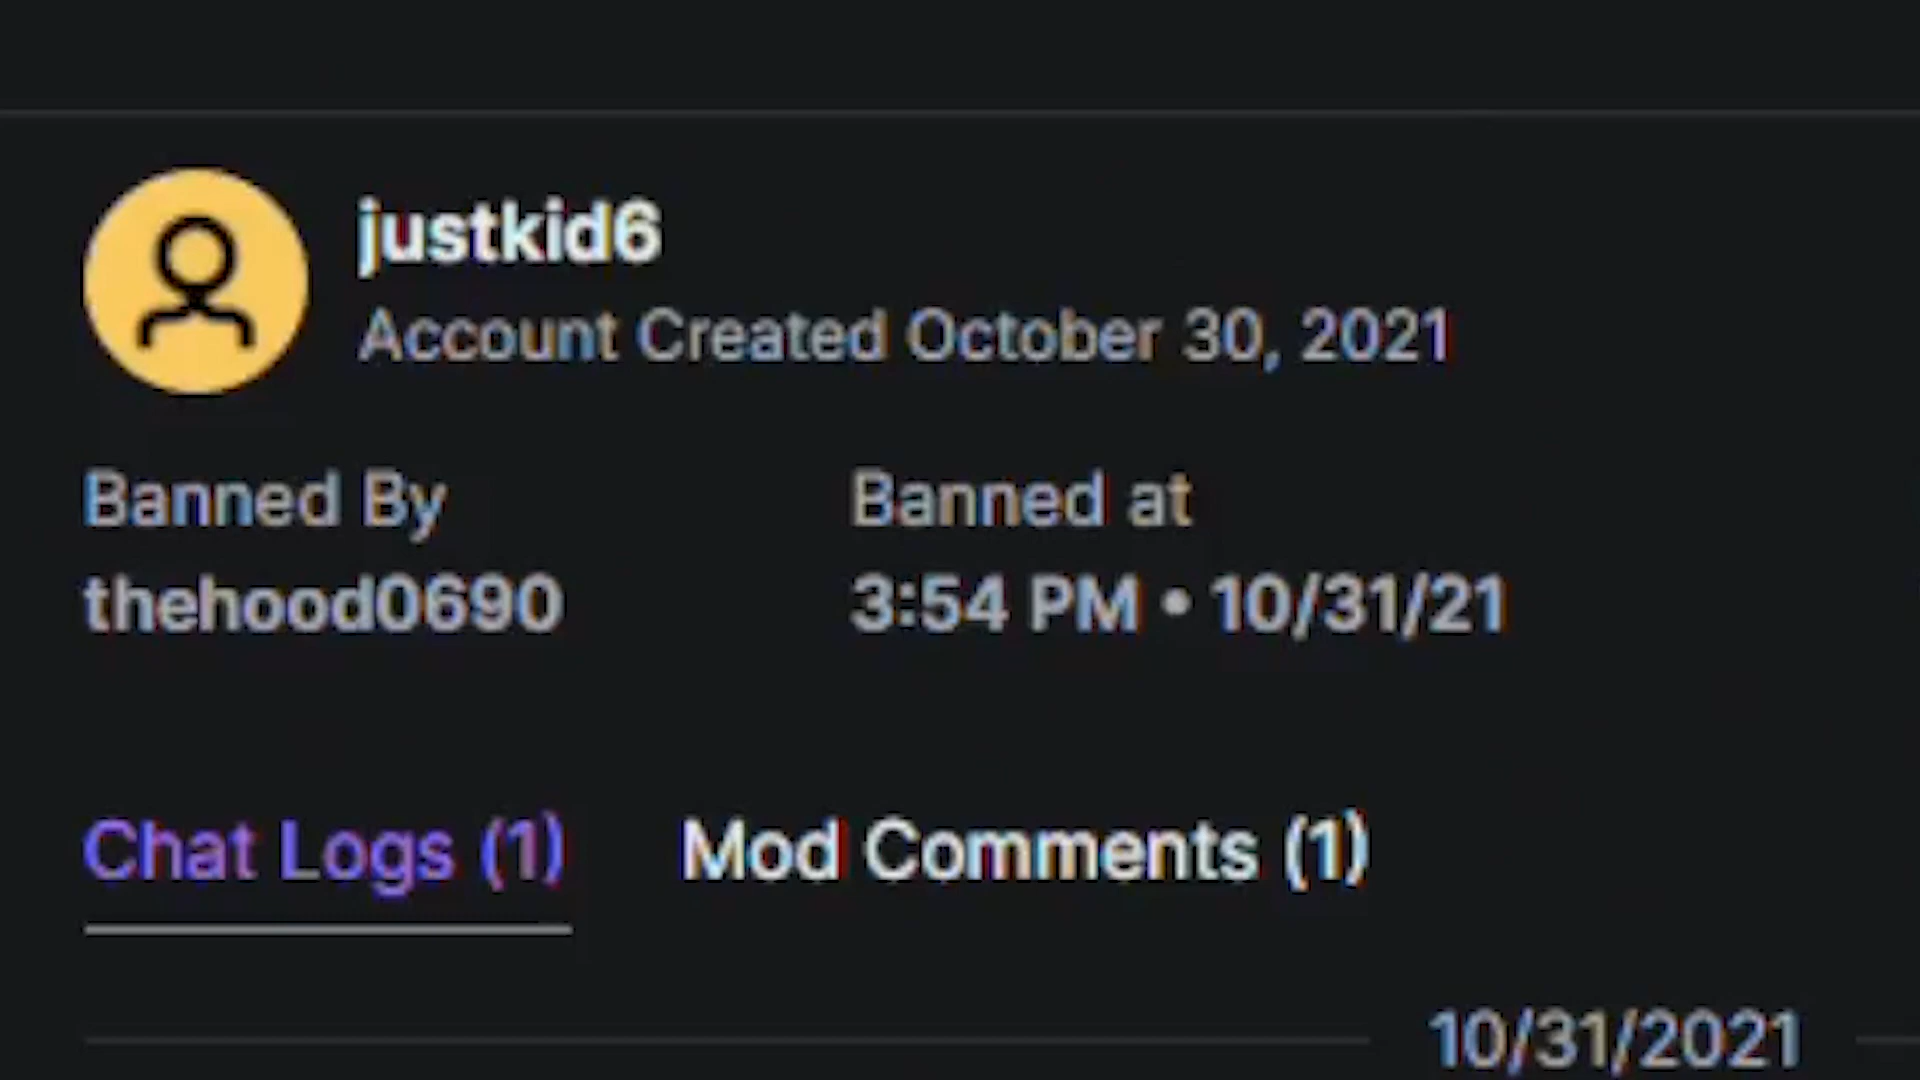 justkid6
Account Created October 30, 2021
Banned By
Banned at
thehood0690
3:54 PM • 10/31/21
Chat Logs (1)
Mod Comments (1)
10/31/2021